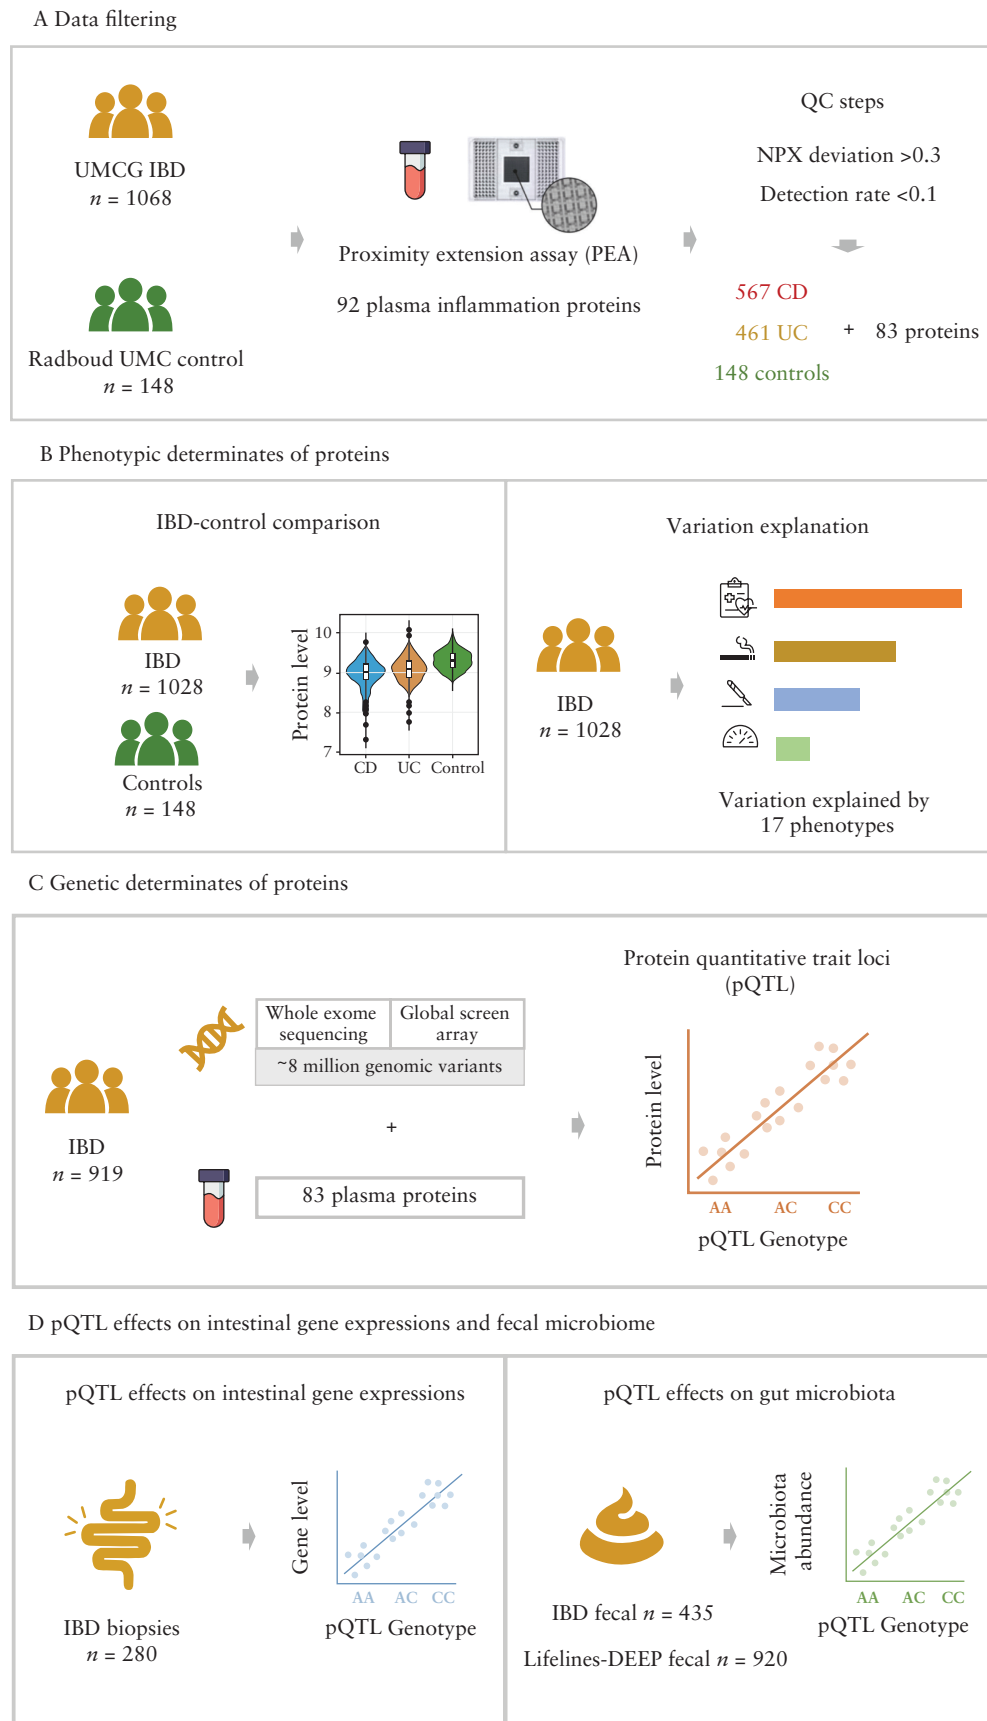 A Data filtering
UMCG IBD
n = 1068
Radboud UMC control
n = 148
Proximity extension assay (PEA)
92 plasma inflammation proteins
QC steps
NPX deviation >0.3
Detection rate <0.1
567 CD
461 UC + 83 proteins
148 controls
B Phenotypic determinates of proteins
IBD-control comparison
IBD
n = 1028
Controls
n = 148
Protein level
10
9
8
7
CD UC Control
Variation explanation
IBD
n = 1028
Variation explained by
17 phenotypes
C Genetic determinates of proteins
IBD
n = 919
Whole exome
sequencing
Global screen
array
~8 million genomic variants
+
83 plasma proteins
Protein quantitative trait loci
(pQTL)
Protein level
AA AC CC
pQTL Genotype
D pQTL effects on intestinal gene expressions and fecal microbiome
pQTL effects on intestinal gene expressions
IBD biopsies
n = 280
Gene level
AA AC CC
pQTL Genotype
pQTL effects on gut microbiota
IBD fecal n = 435
Lifelines-DEEP fecal n = 920
Microbiota
abundance
AA AC CC
pQTL Genotype